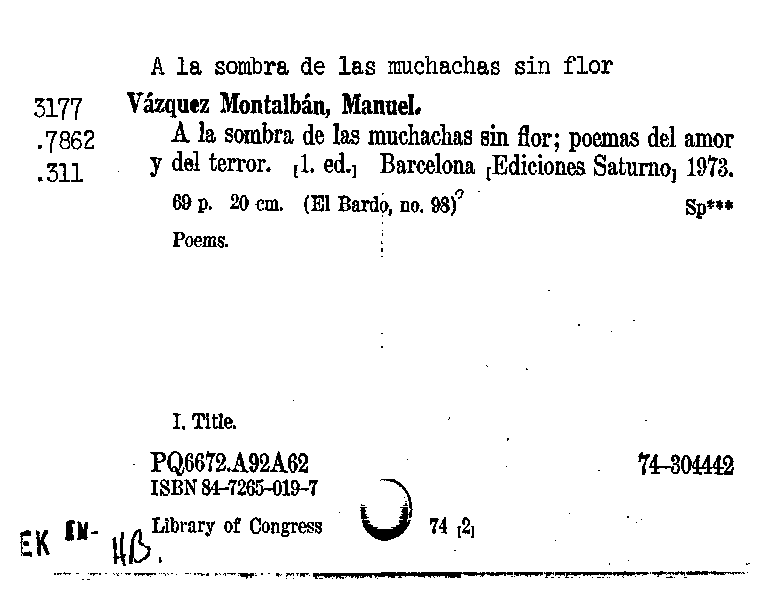 A la sombra de las muchachas sin flor
3177 Vázquez Montalbán, Manuel.
.7862 A la sombra de las muchachas sin flor; poemas del amor
.311 y del terror. [1. ed.] Barcelona [Ediciones Saturno] 1973.
69 p. 20 cm. (El Bardo, no. 98) Sp***
Poems.
I. Title.
PQ6672.A92A62 74-304442
ISBN 84-7265-019-7
Library of Congress 74 [2]
EK HB.